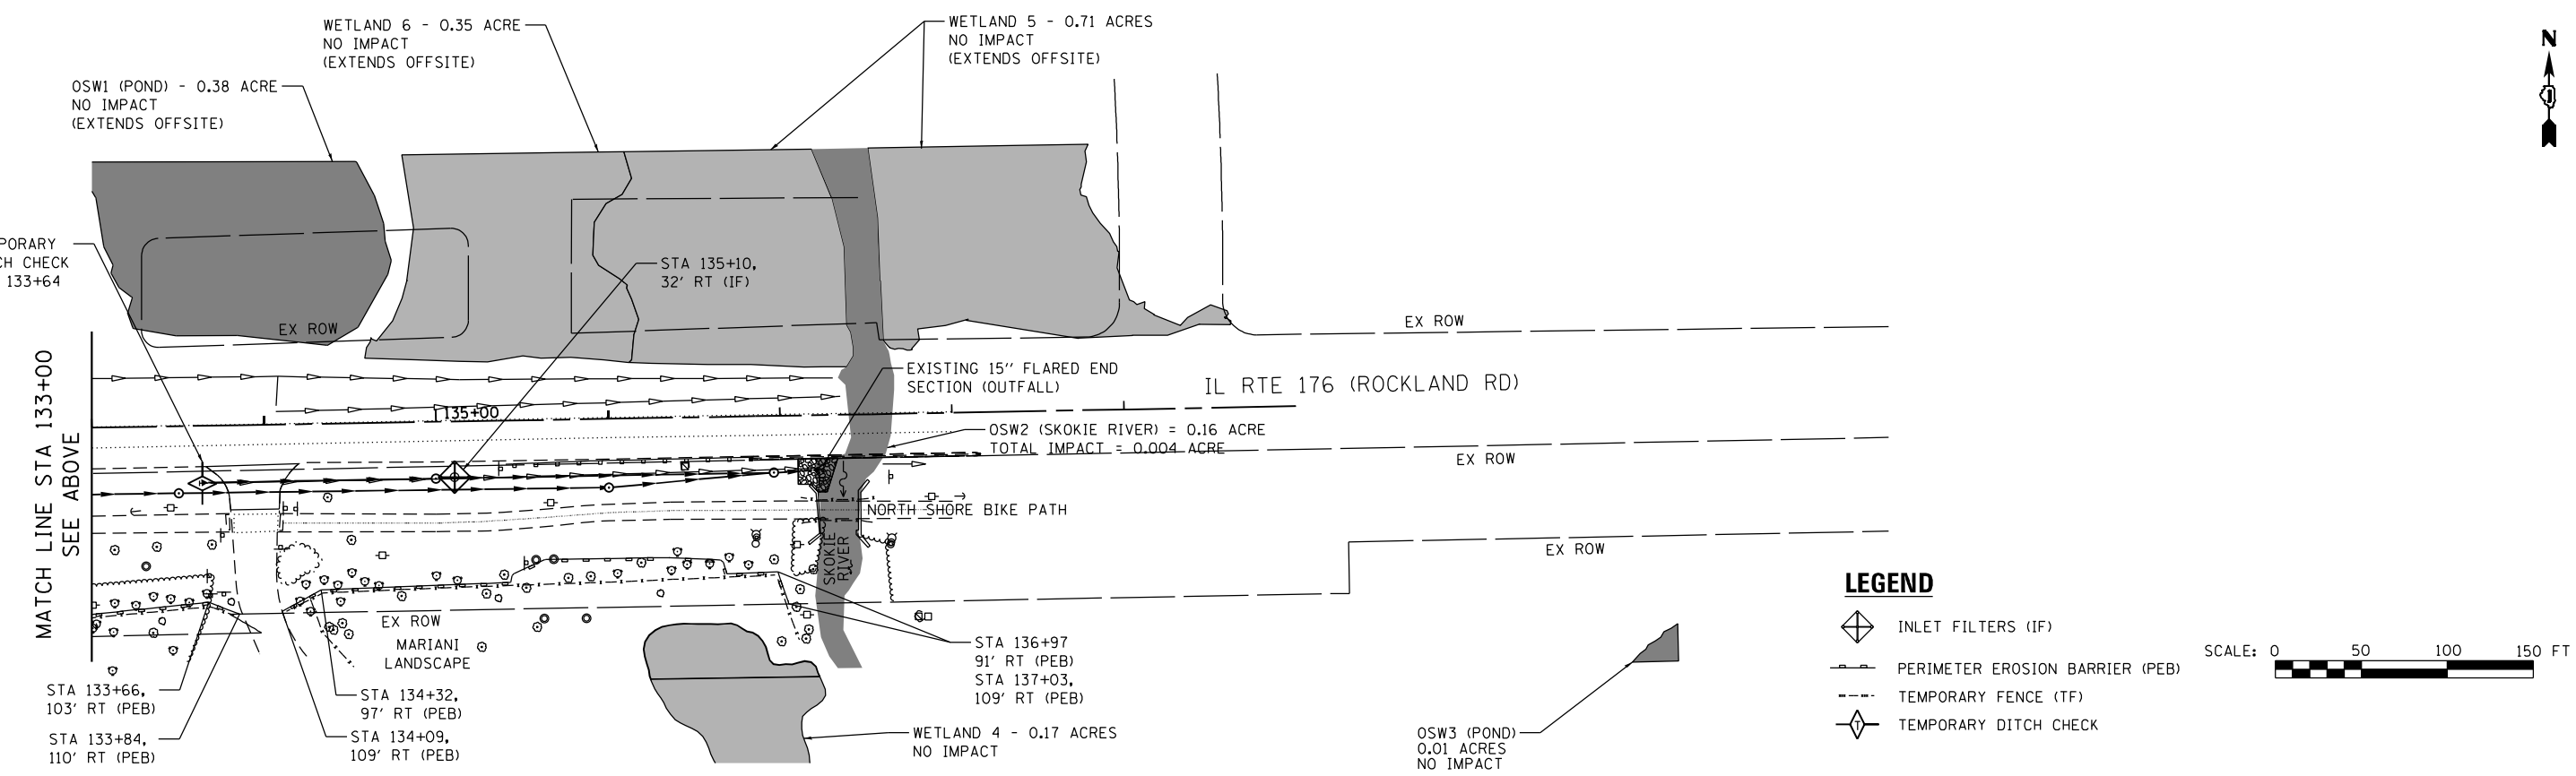 WETLAND 6 - 0.35 ACRE
NO IMPACT
(EXTENDS OFFSITE)
WETLAND 5 - 0.71 ACRES
NO IMPACT
(EXTENDS OFFSITE)
N
OSW1 (POND) - 0.38 ACRE
NO IMPACT
(EXTENDS OFFSITE)
PORARY
CH CHECK
133+64
STA 135+10,
32' RT (IF)
EX ROW
EX ROW
MATCH LINE STA 133+00
SEE ABOVE
EXISTING 15" FLARED END
SECTION (OUTFALL)
IL RTE 176 (ROCKLAND RD)
135+00
OSW2 (SKOKIE RIVER) = 0.16 ACRE
TOTAL IMPACT = 0.004 ACRE
EX ROW
NORTH SHORE BIKE PATH
SKOKIE
RIVER
EX ROW
EX ROW
MARIANI
LANDSCAPE
STA 133+66,
103' RT (PEB)
STA 133+84,
110' RT (PEB)
STA 134+32,
97' RT (PEB)
STA 134+09,
109' RT (PEB)
STA 136+97
91' RT (PEB)
STA 137+03,
109' RT (PEB)
WETLAND 4 - 0.17 ACRES
NO IMPACT
OSW3 (POND)
0.01 ACRES
NO IMPACT
LEGEND
INLET FILTERS (IF)
PERIMETER EROSION BARRIER (PEB)
TEMPORARY FENCE (TF)
T
TEMPORARY DITCH CHECK
SCALE: 0 50 100 150 FT